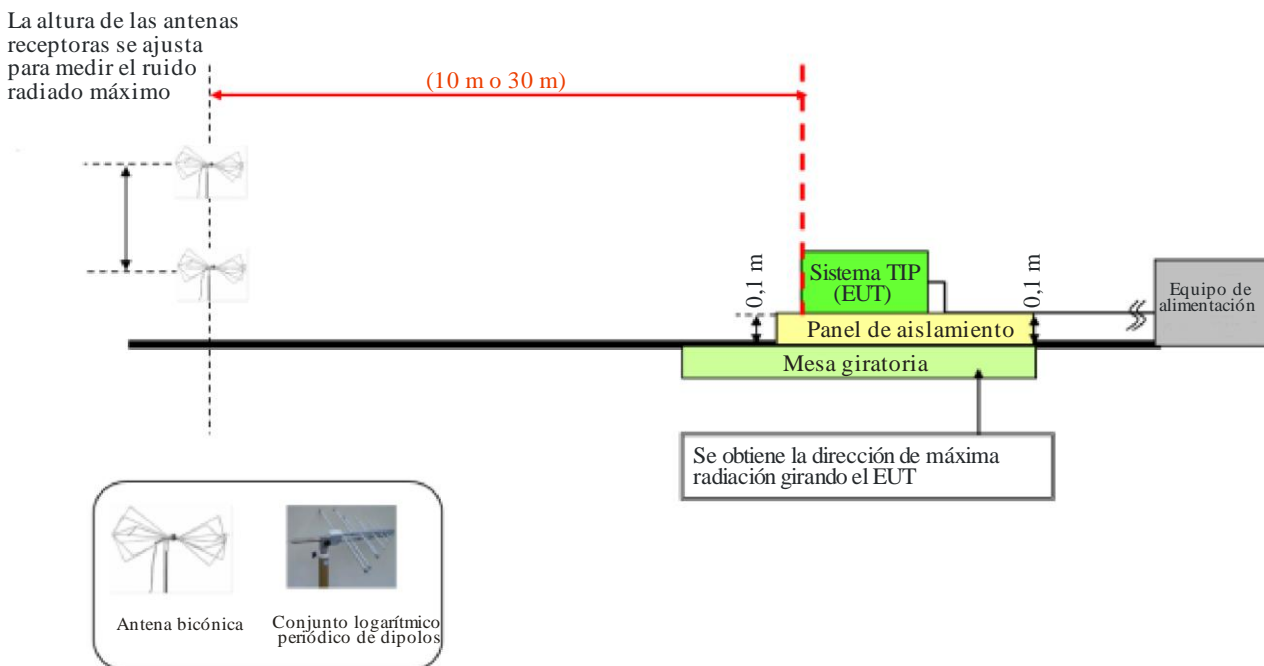 La altura de las antenas
receptoras se ajusta
para medir el ruido
radiado máximo
(10 m o 30 m)
0,1 m
Sistema TIP
(EUT)
0,1 m
Equipo de
alimentación
Panel de aislamiento
Mesa giratoria
Se obtiene la dirección de máxima
radiación girando el EUT
Antena bicónica
Conjunto logarítmico
periódico de dipolos